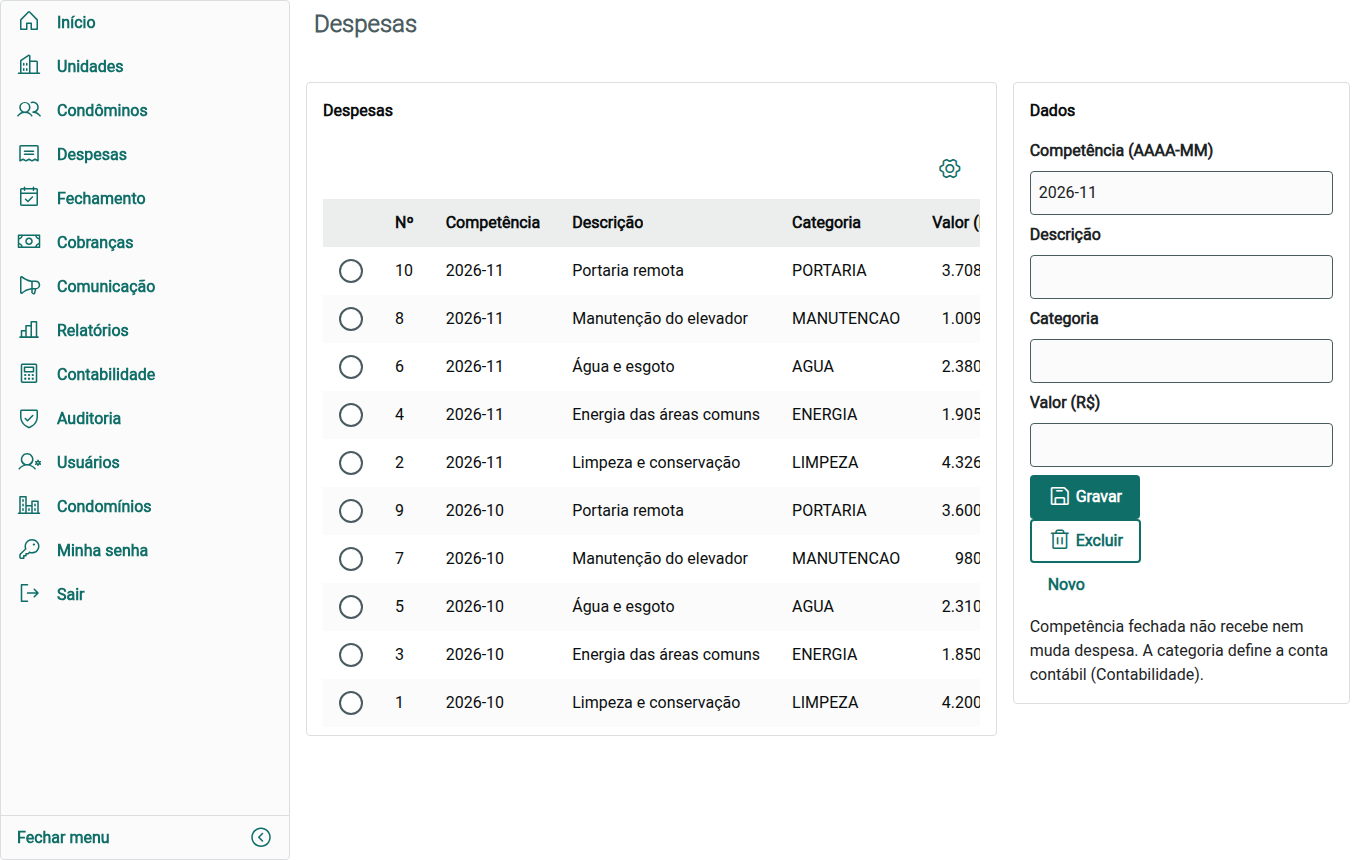 Início
Unidades
Condôminos
Despesas
Fechamento
Cobranças
Comunicação
Relatórios
Contabilidade
Auditoria
Usuários
Condomínios
Minha senha
Sair
Fechar menu
Despesas
Despesas
Nº Competência Descrição Categoria Valor (
10 2026-11 Portaria remota PORTARIA 3.708
8 2026-11 Manutenção do elevador MANUTENCAO 1.009
6 2026-11 Água e esgoto AGUA 2.380
4 2026-11 Energia das áreas comuns ENERGIA 1.905
2 2026-11 Limpeza e conservação LIMPEZA 4.326
9 2026-10 Portaria remota PORTARIA 3.600
7 2026-10 Manutenção do elevador MANUTENCAO 980
5 2026-10 Água e esgoto AGUA 2.310
3 2026-10 Energia das áreas comuns ENERGIA 1.850
1 2026-10 Limpeza e conservação LIMPEZA 4.200
Dados
Competência (AAAA-MM)
2026-11
Descrição
Categoria
Valor (R$)
Gravar
Excluir
Novo
Competência fechada não recebe nem
muda despesa. A categoria define a conta
contábil (Contabilidade).